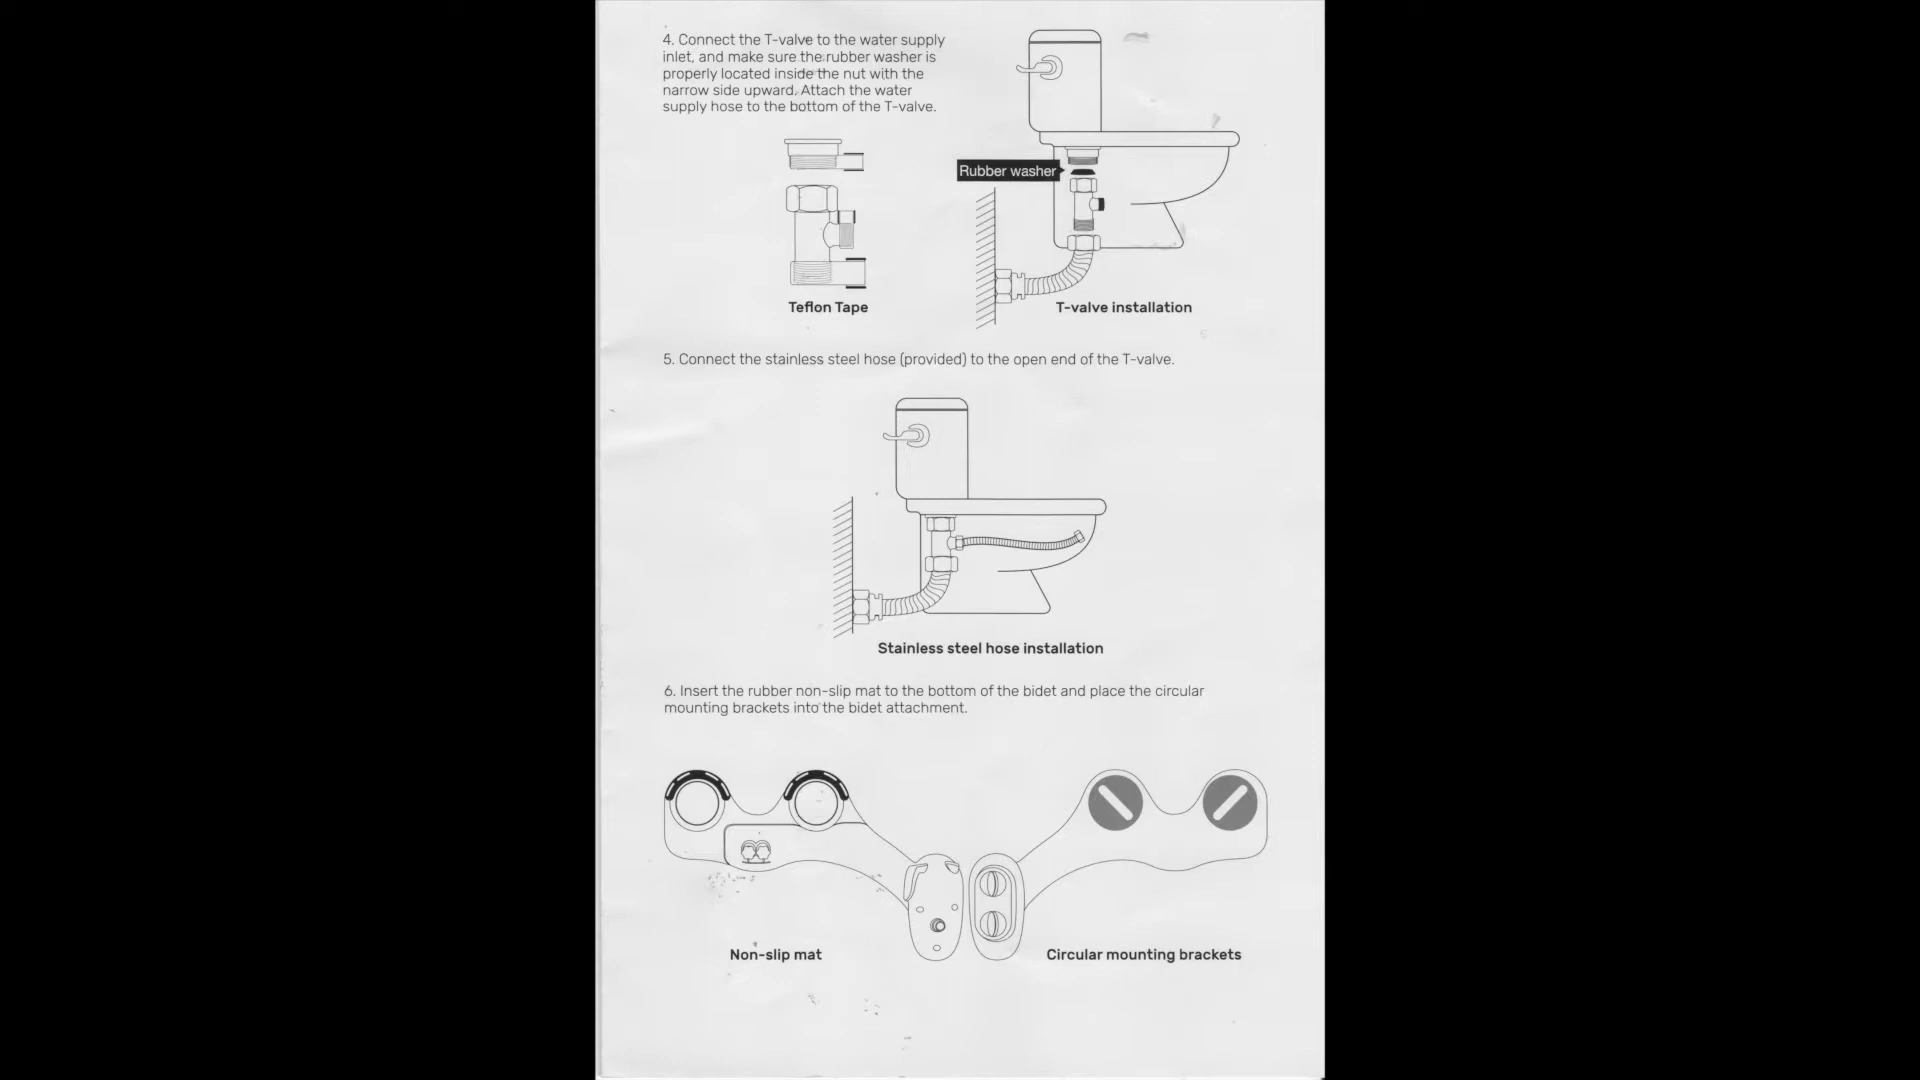 4. Connect the T-valve to the water supply
inlet, and make sure the rubber washer is
properly located inside the nut with the
narrow side upward. Attach the water
supply hose to the bottom of the T-valve.
Rubber washer
Teflon Tape
T-valve installation
5. Connect the stainless steel hose (provided) to the open end of the T-valve.
Stainless steel hose installation
6. Insert the rubber non-slip mat to the bottom of the bidet and place the circular
mounting brackets into the bidet attachment.
Non-slip mat
Circular mounting brackets